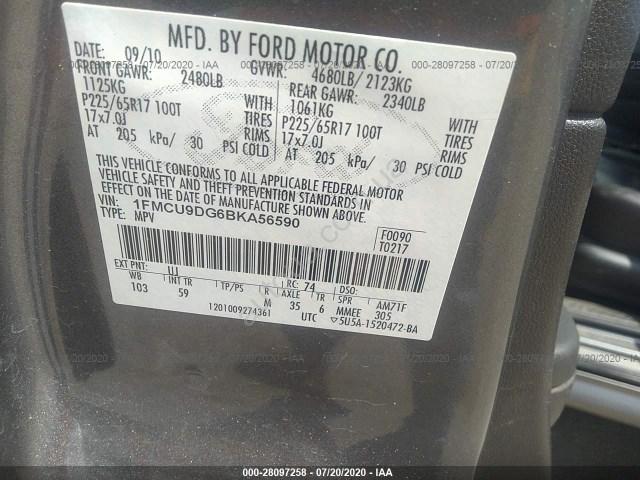 MFD. BY FORD MOTOR CO.
DATE: 09/10 GVWR: 4680LB/ 2123KG
FRONT GAWR: 2480LB REAR GAWR: 2340LB
1125KG WITH 1061KG WITH
P225/65R17 100T TIRES P225/65R17 100T TIRES
17x7.0J RIMS 17x7.0J RIMS
AT 205 kPa/ 30 PSI COLD AT 205 kPa/ 30 PSI COLD
THIS VEHICLE CONFORMS TO ALL APPLICABLE FEDERAL MOTOR
VEHICLE SAFETY AND THEFT PREVENTION STANDARDS IN
EFFECT ON THE DATE OF MANUFACTURE SHOWN ABOVE.
VIN: 1FMCU9DG6BKA56590 F0090
TYPE: MPV T0217
EXT PNT: UJ RC: 74 DSO:
WB INT TR TP/PS R AXLE TR SPR AM71F
103 59 M 35 6 MMEE 305
1201009274361 UTC ▽5U5A-1520472-BA
000-28097258 - 07/20/2020 - IAA
000-28097258 - 07/20/2020 - IAA
000-28097258 - 07/20/2020 - IAA